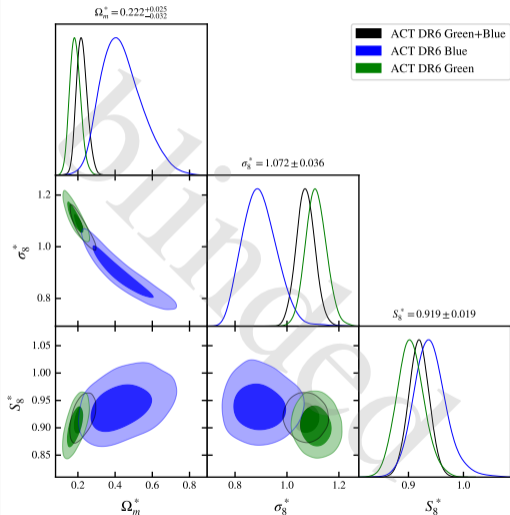 Ω*m = 0.222+0.025−0.032
ACT DR6 Green+Blue
ACT DR6 Blue
ACT DR6 Green
σ*8 = 1.072 ± 0.036
1.2
1.0
0.8
σ*8
S*8 = 0.919 ± 0.019
1.05
1.00
0.95
0.90
0.85
S*8
0.2 0.4 0.6 0.8
0.8 1.0 1.2
0.9 1.0
Ω*m
σ*8
S*8
blinded